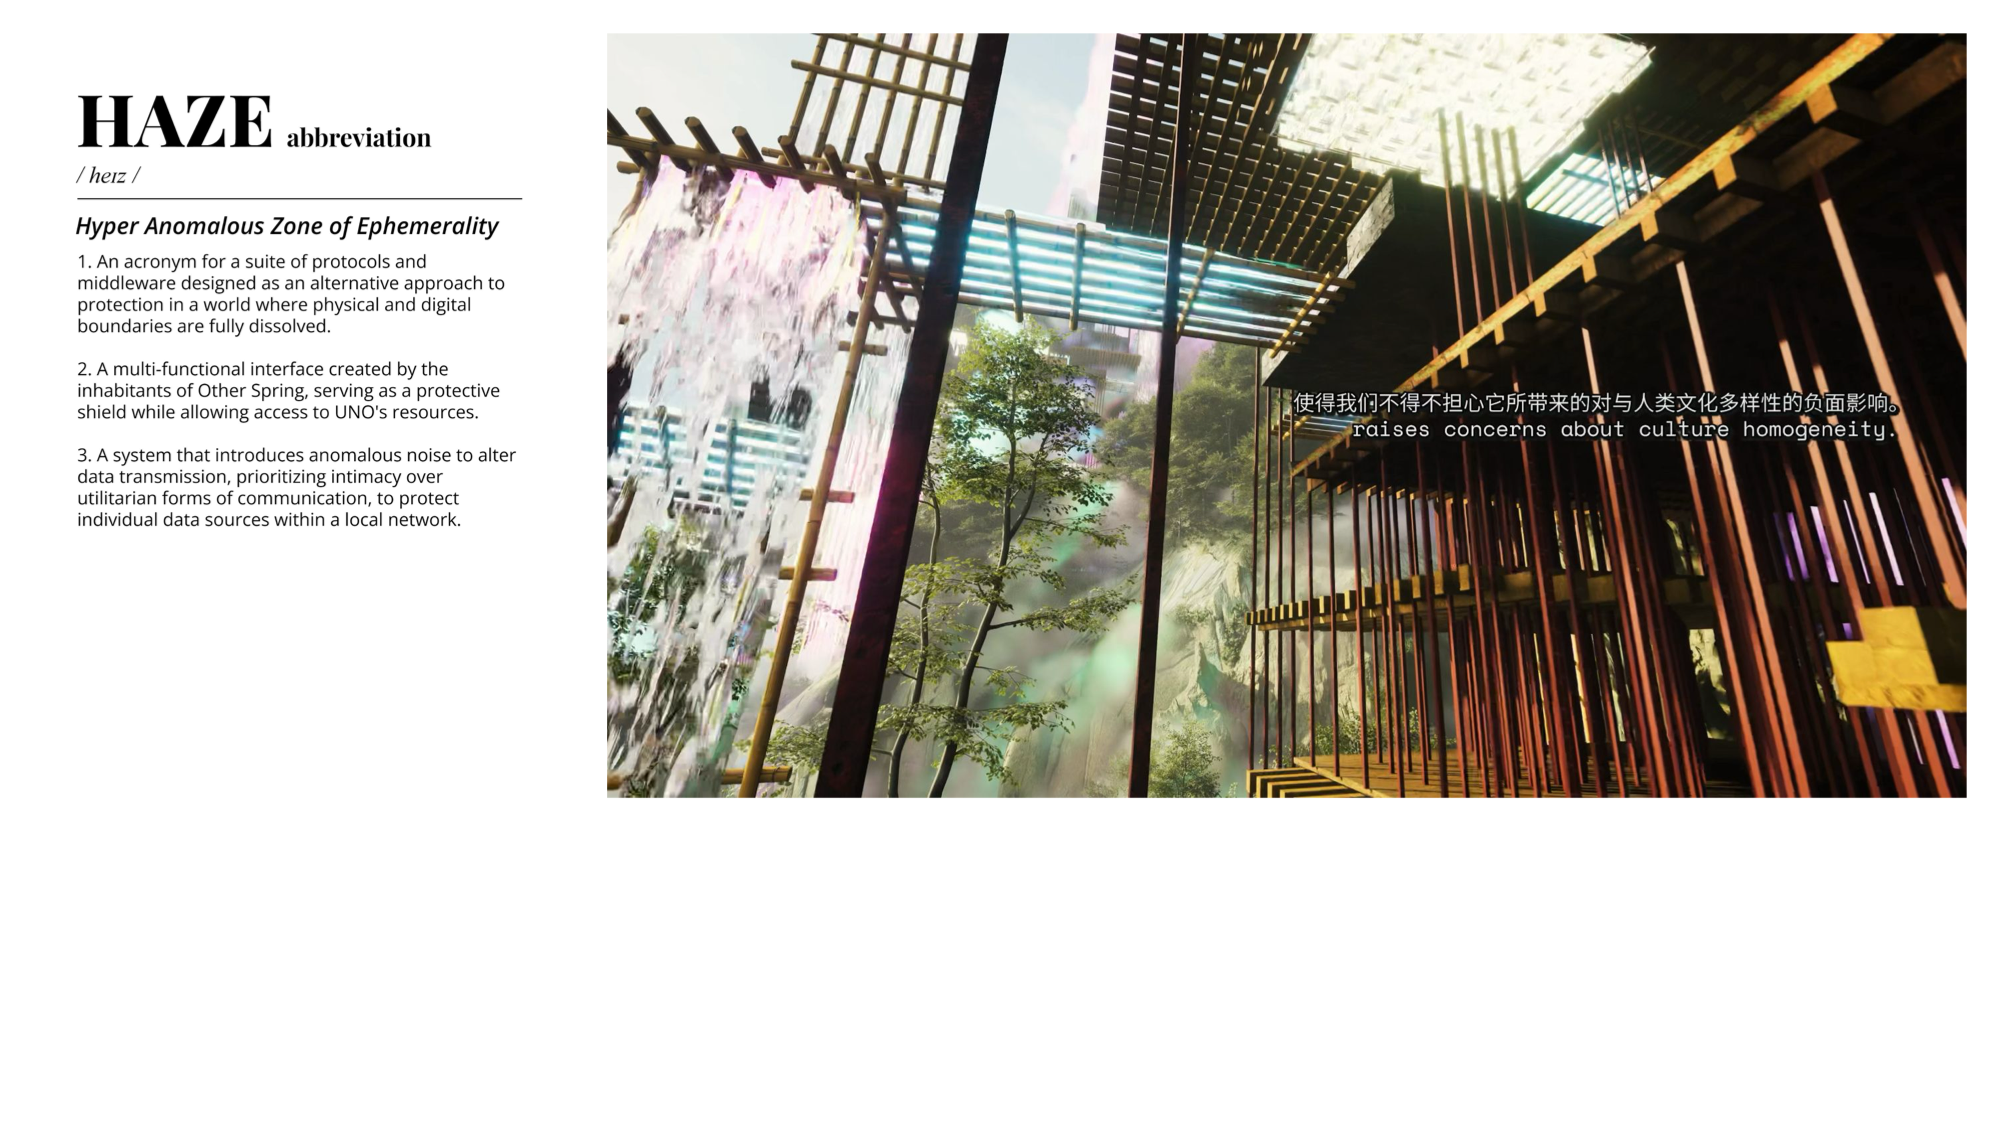 HAZE abbreviation
/ heɪz /
Hyper Anomalous Zone of Ephemerality
1. An acronym for a suite of protocols and
middleware designed as an alternative approach to
protection in a world where physical and digital
boundaries are fully dissolved.
2. A multi-functional interface created by the
inhabitants of Other Spring, serving as a protective
shield while allowing access to UNO's resources.
3. A system that introduces anomalous noise to alter
data transmission, prioritizing intimacy over
utilitarian forms of communication, to protect
individual data sources within a local network.
使得我们不得不担心它所带来的对与人类文化多样性的负面影响。
raises concerns about culture homogeneity.